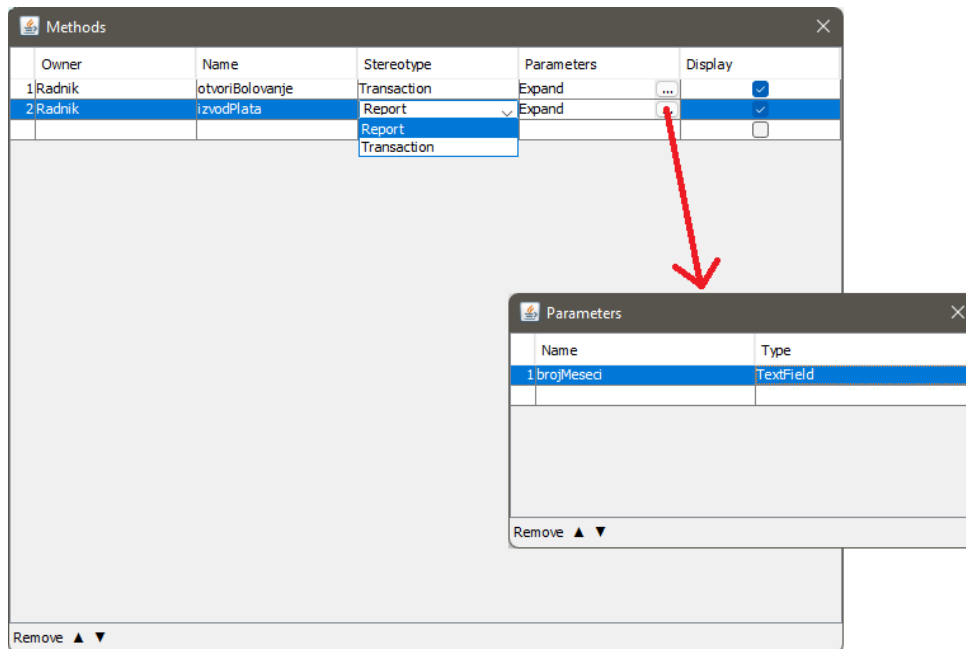 Methods
Owner Name Stereotype Parameters Display
1 Radnik otvoriBolovanje Transaction Expand ...
2 Radnik izvodPlata Report Expand
Report
Transaction
Parameters
Name Type
1 brojMeseci TextField
Remove ▲ ▼
Remove ▲ ▼